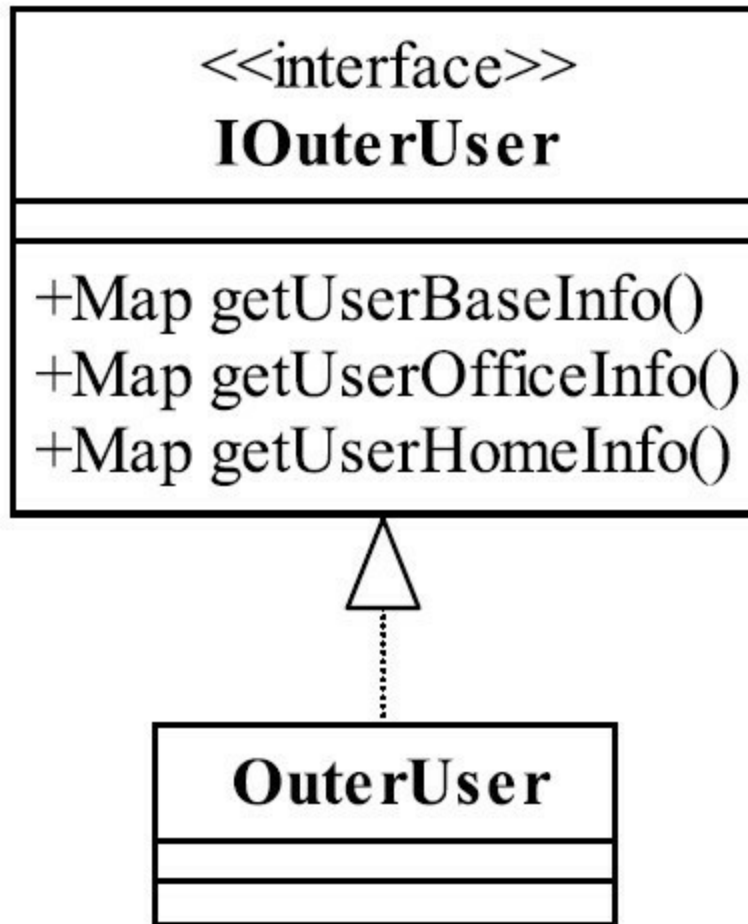 <<interface>>
IOuterUser
+Map getUserBaseInfo()
+Map getUserOfficeInfo()
+Map getUserHomeInfo()
OuterUser